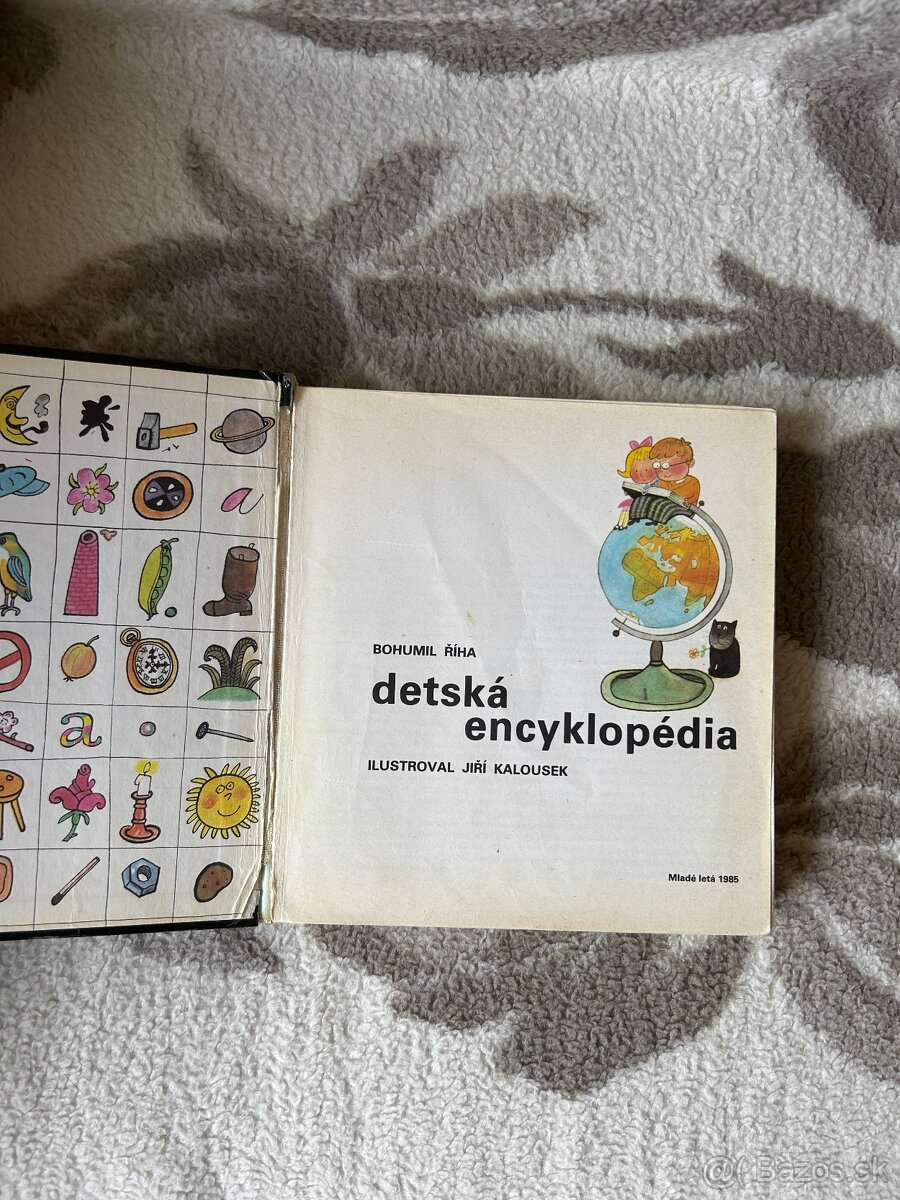 a
BOHUMIL ŘÍHA
detská
encyklopédia
ILUSTROVAL JIŘÍ KALOUSEK
Mladé letá 1985
@( Bazos.sk